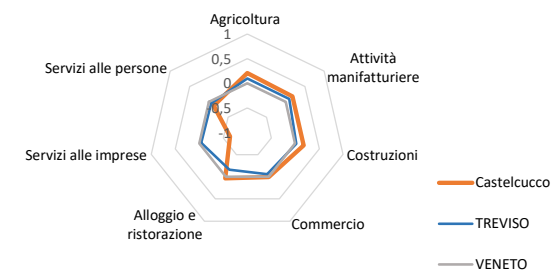 Agricoltura
1
0,5
0
0,5
-1
Attività
manifatturiere
Costruzioni
Commercio
Alloggio e
ristorazione
Servizi alle imprese
Servizi alle persone
Castelcucco
TREVISO
VENETO